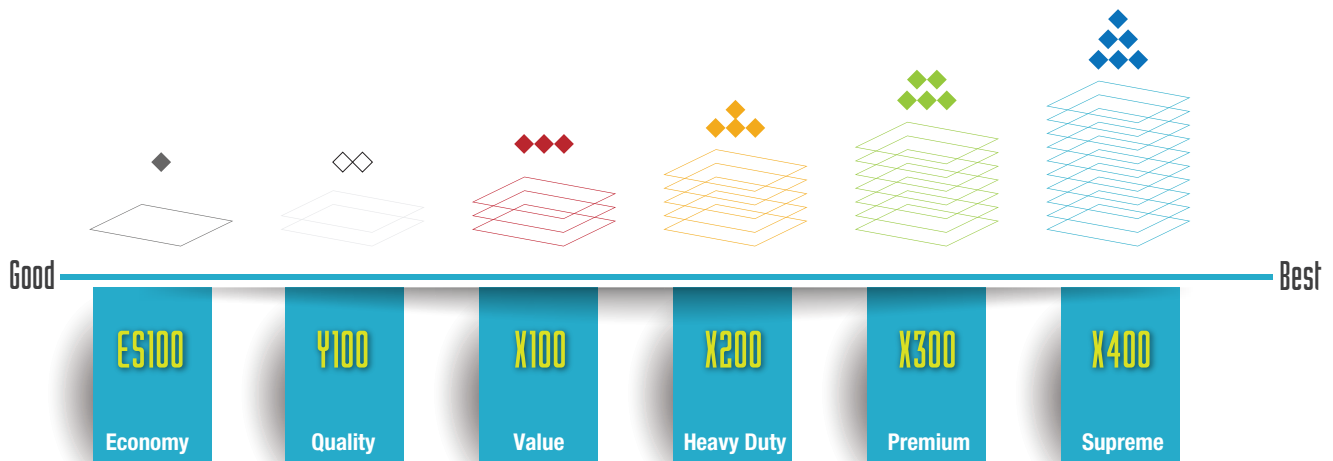 Good
Best
ES100
Y100
X100
X200
X300
X400
Economy
Quality
Value
Heavy Duty
Premium
Supreme